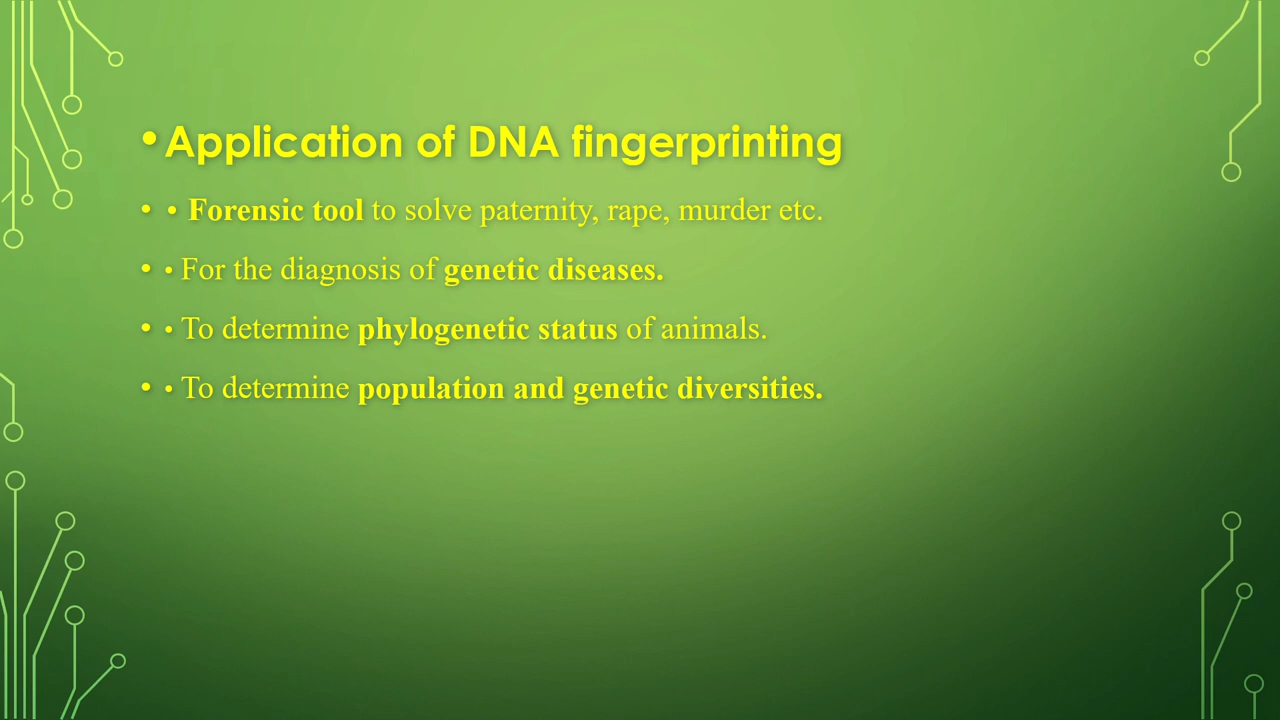 • Application of DNA fingerprinting
• • Forensic tool to solve paternity, rape, murder etc.
• • For the diagnosis of genetic diseases.
• • To determine phylogenetic status of animals.
• • To determine population and genetic diversities.